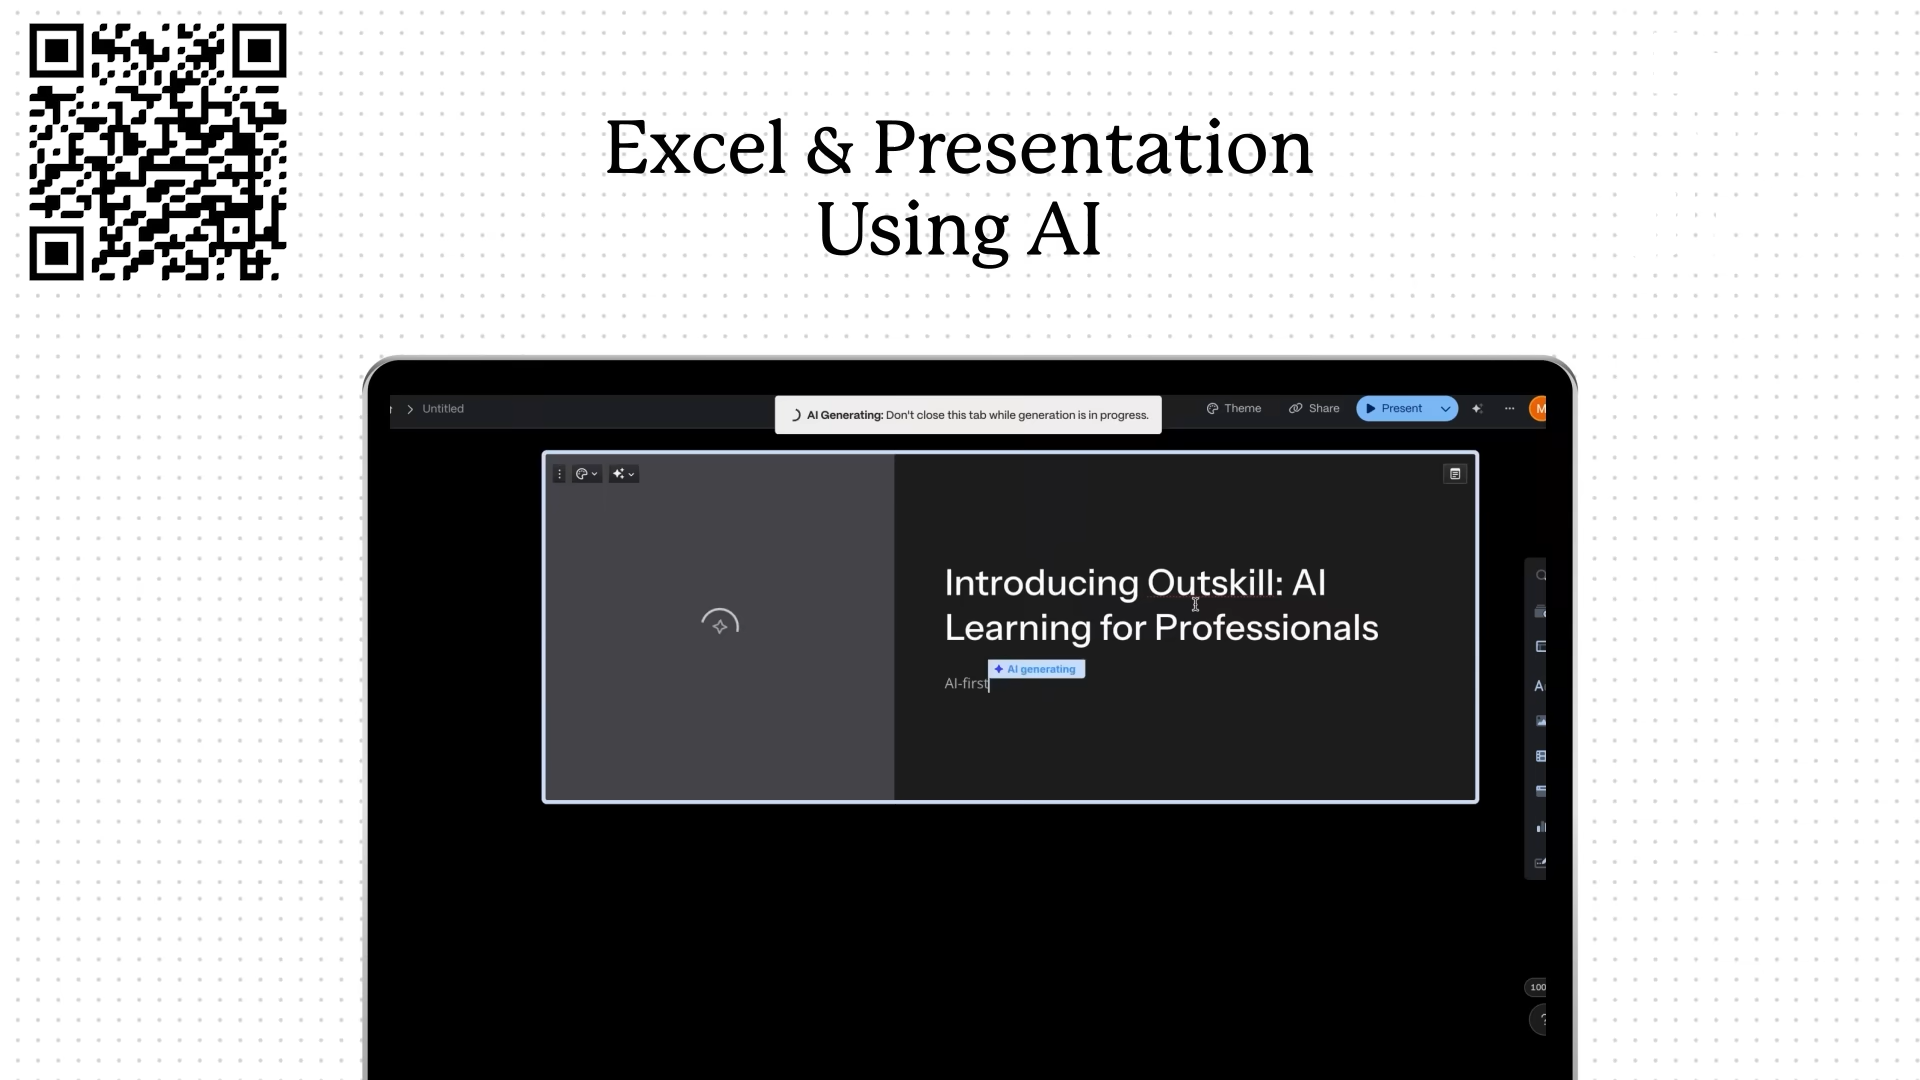 Excel & Presentation
Using AI
Untitled
AI Generating: Don't close this tab while generation is in progress.
Theme
Share
Present
M
Introducing Outskill: AI
Learning for Professionals
AI generating
AI-first
100
?